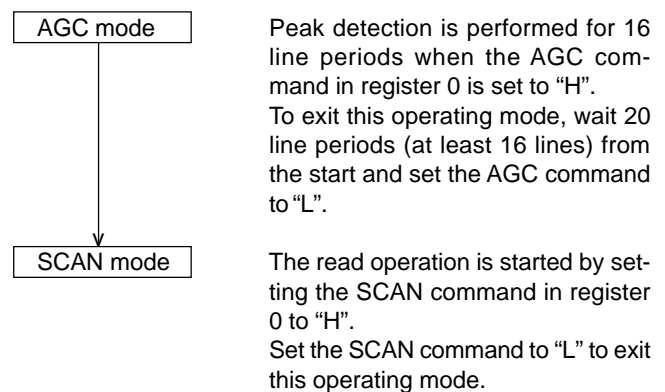 AGC mode
Peak detection is performed for 16
line periods when the AGC com-
mand in register 0 is set to “H”.
To exit this operating mode, wait 20
line periods (at least 16 lines) from
the start and set the AGC command
to “L”.
SCAN mode
The read operation is started by set-
ting the SCAN command in register
0 to “H”.
Set the SCAN command to “L” to exit
this operating mode.